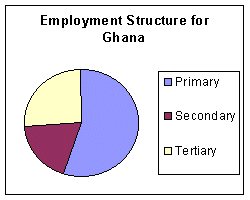 Employment Structure for
Ghana
Primary
Secondary
Tertiary